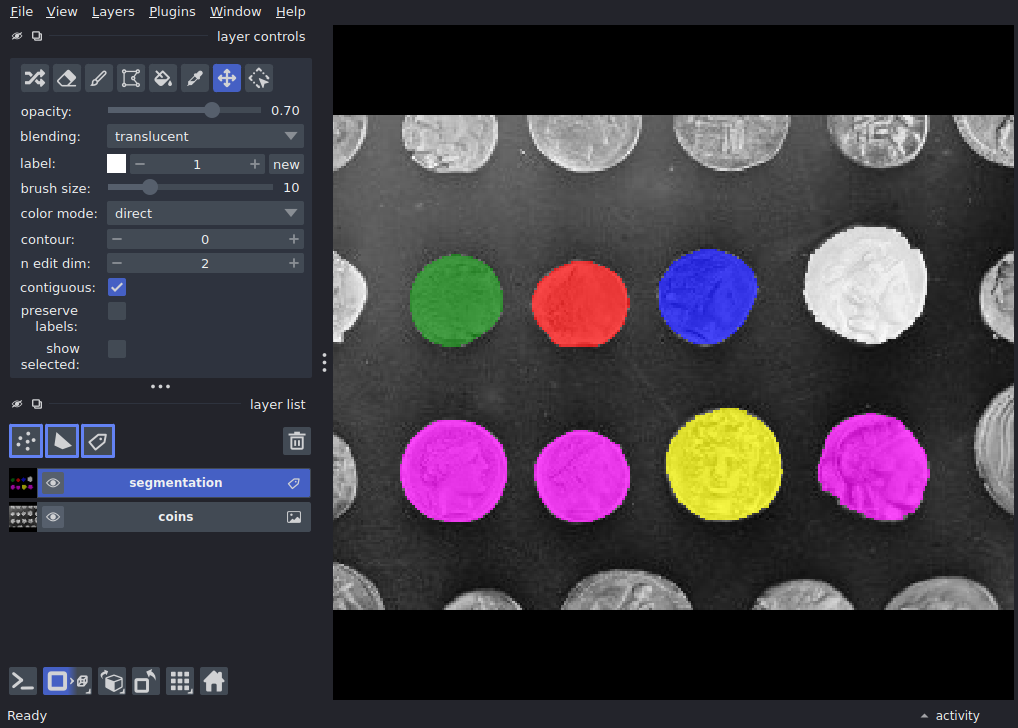 File View Layers Plugins Window Help
layer controls
opacity: 0.70
blending: translucent
label: 1 new
brush size: 10
color mode: direct
contour: 0
n edit dim: 2
contiguous:
preserve
labels:
show
selected:
layer list
segmentation
coins
Ready
activity